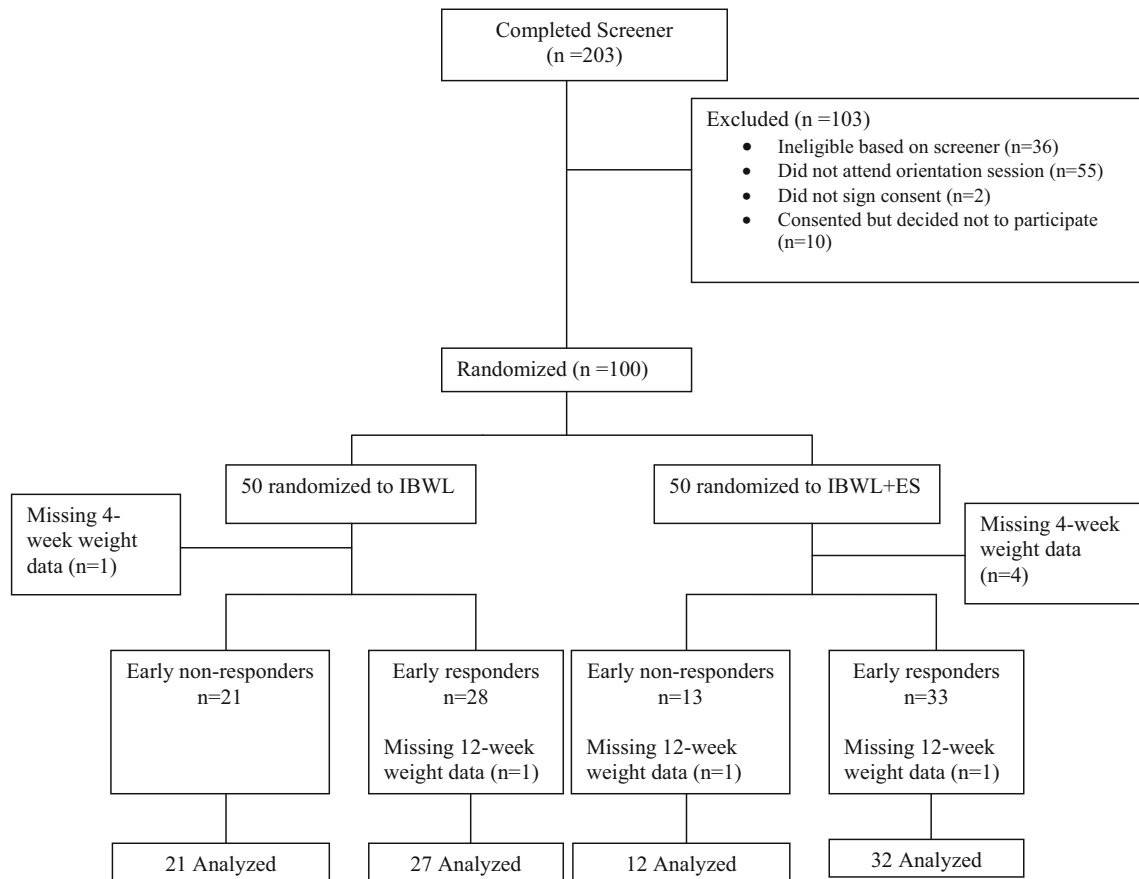 Completed Screener
(n =203)
Excluded (n =103)
• Ineligible based on screener (n=36)
• Did not attend orientation session (n=55)
• Did not sign consent (n=2)
• Consented but decided not to participate
(n=10)
Randomized (n =100)
50 randomized to IBWL
50 randomized to IBWL+ES
Missing 4-
week weight
data (n=1)
Missing 4-week
weight data
(n=4)
Early non-responders
n=21
Early responders
n=28
Missing 12-week
weight data (n=1)
Early non-responders
n=13
Missing 12-week
weight data (n=1)
Early responders
n=33
Missing 12-week
weight data (n=1)
21 Analyzed
27 Analyzed
12 Analyzed
32 Analyzed